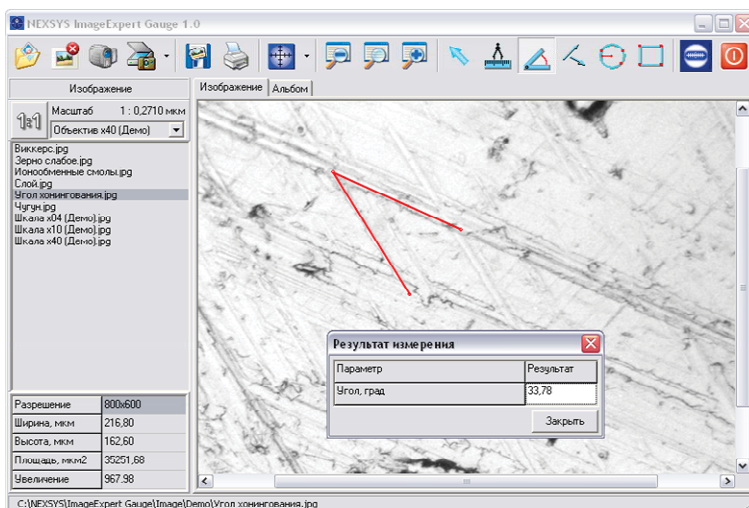 NEXSYS ImageExpert Gauge 1.0
Изображение
Изображение
Альбом
1:1
Масштаб 1 : 0,2710 мкм
Объектив x40 (Демо)
Виккерс.jpg
Зерно слабое.jpg
Ионообменные смолы.jpg
Слой.jpg
Угол хонингования.jpg
Чугун.jpg
Шкала x04 (Демо).jpg
Шкала x10 (Демо).jpg
Шкала x40 (Демо).jpg
Результат измерения
Параметр Результат
Угол, град 33,78
Закрыть
Разрешение 800x600
Ширина, мкм 216,80
Высота, мкм 162,60
Площадь, мкм2 35251,68
Увеличение 967.98
C:\NEXSYS\ImageExpert Gauge\Image\Demo\Угол хонингования.jpg